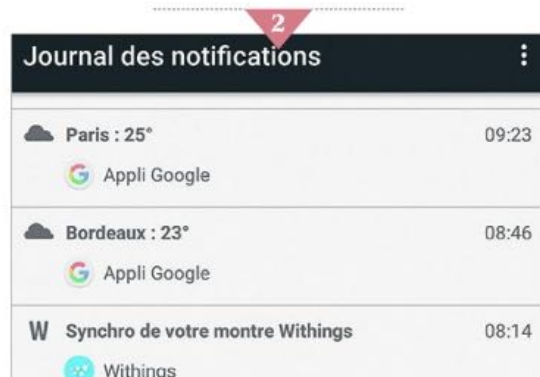 2
Journal des notifications
Paris : 25° 09:23
Appli Google
Bordeaux : 23° 08:46
Appli Google
W Synchro de votre montre Withings 08:14
Withings